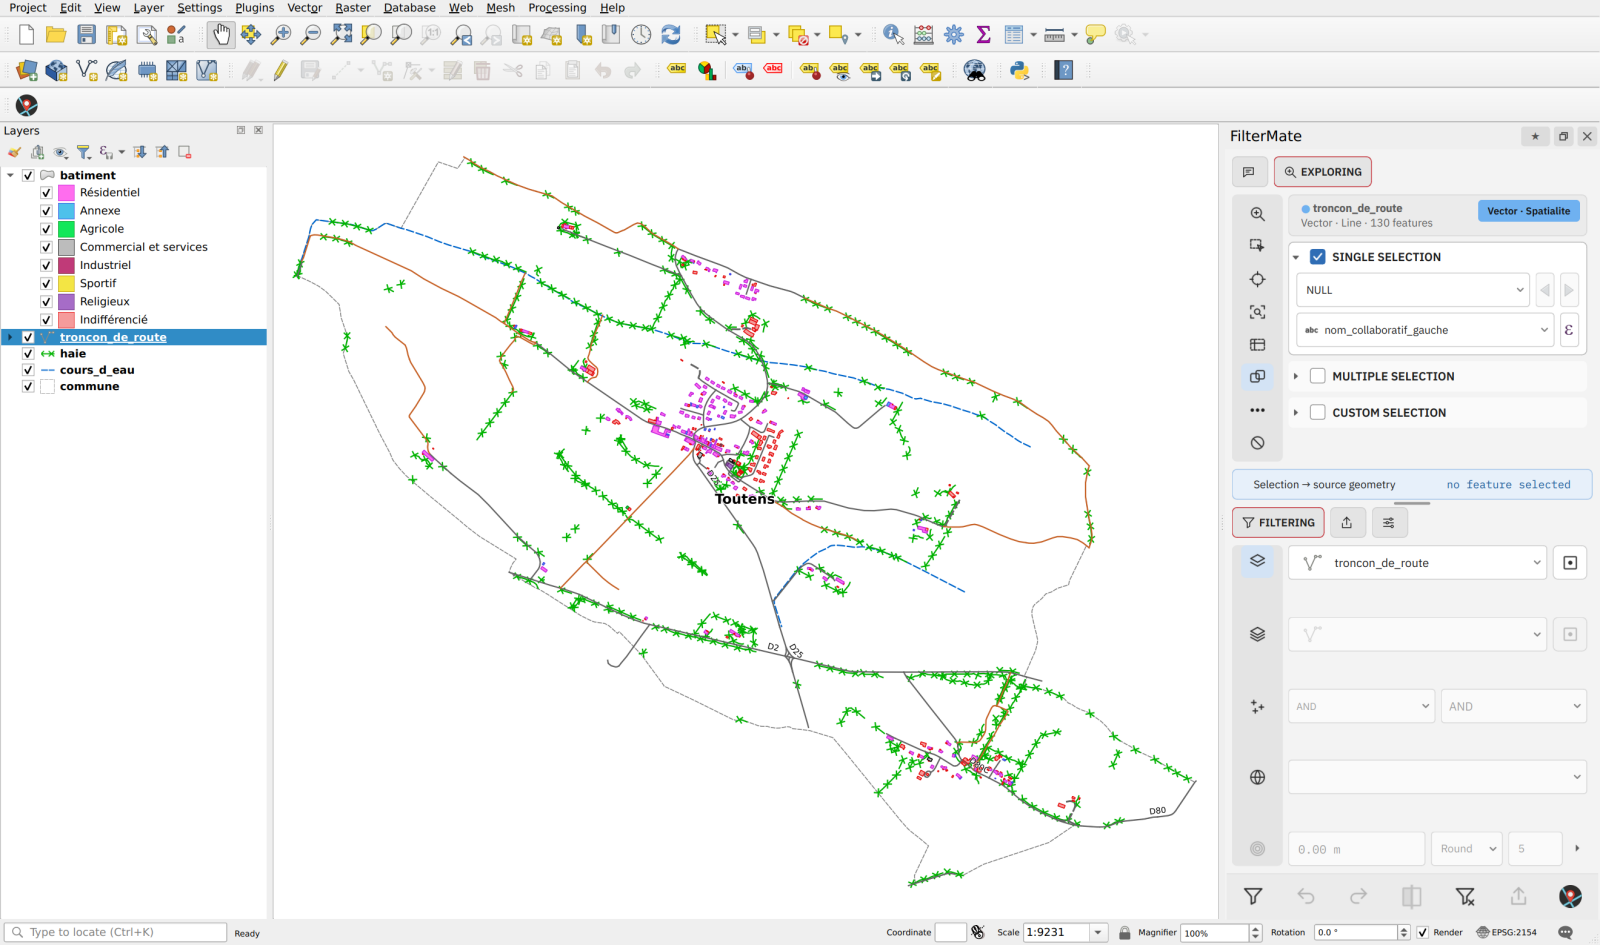 Project Edit View Layer Settings Plugins Vector Raster Database Web Mesh Processing Help
Layers
batiment
Résidentiel
Annexe
Agricole
Commercial et services
Industriel
Sportif
Religieux
Indifférencié
troncon_de_route
haie
cours_d_eau
commune
Toutens
D2
D25
D80
FilterMate
EXPLORING
troncon_de_route
Vector · Line · 130 features
Vector · Spatialite
SINGLE SELECTION
NULL
abc nom_collaboratif_gauche
ε
MULTIPLE SELECTION
CUSTOM SELECTION
Selection → source geometry no feature selected
FILTERING
troncon_de_route
AND AND
0.00 m Round 5
Type to locate (Ctrl+K) Ready Coordinate Scale 1:9231 Magnifier 100% Rotation 0.0 ° Render EPSG:2154